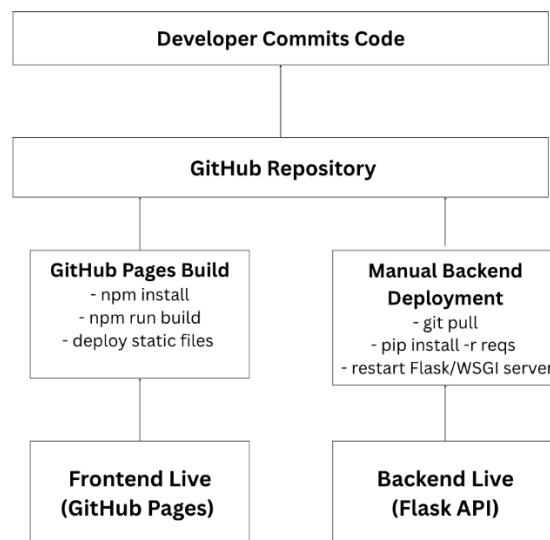 Developer Commits Code
GitHub Repository
GitHub Pages Build
- npm install
- npm run build
- deploy static files
Manual Backend
Deployment
- git pull
- pip install -r reqs
- restart Flask/WSGI server
Frontend Live
(GitHub Pages)
Backend Live
(Flask API)